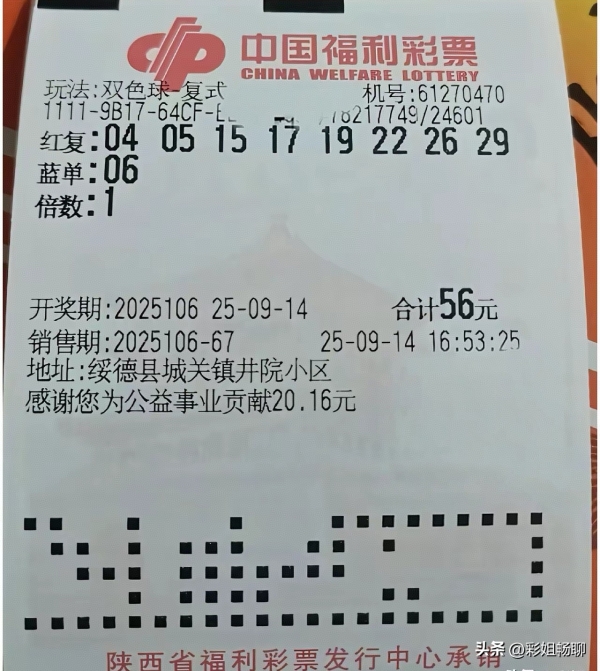 中国福利彩票
CHINA WELFARE LOTTERY
玩法:双色球-复式
机号:61270470
1111-9B17-64CF- 78217749/24601
红复:04 05 15 17 19 22 26 29
蓝单:06
倍数:1
开奖期:2025106 25-09-14 合计56元
销售期:2025106-67 25-09-14 16:53:25
地址:绥德县城关镇井院小区
感谢您为公益事业贡献20.16元
陕西省福利彩票发行中心承销
头条 @彩姐畅聊